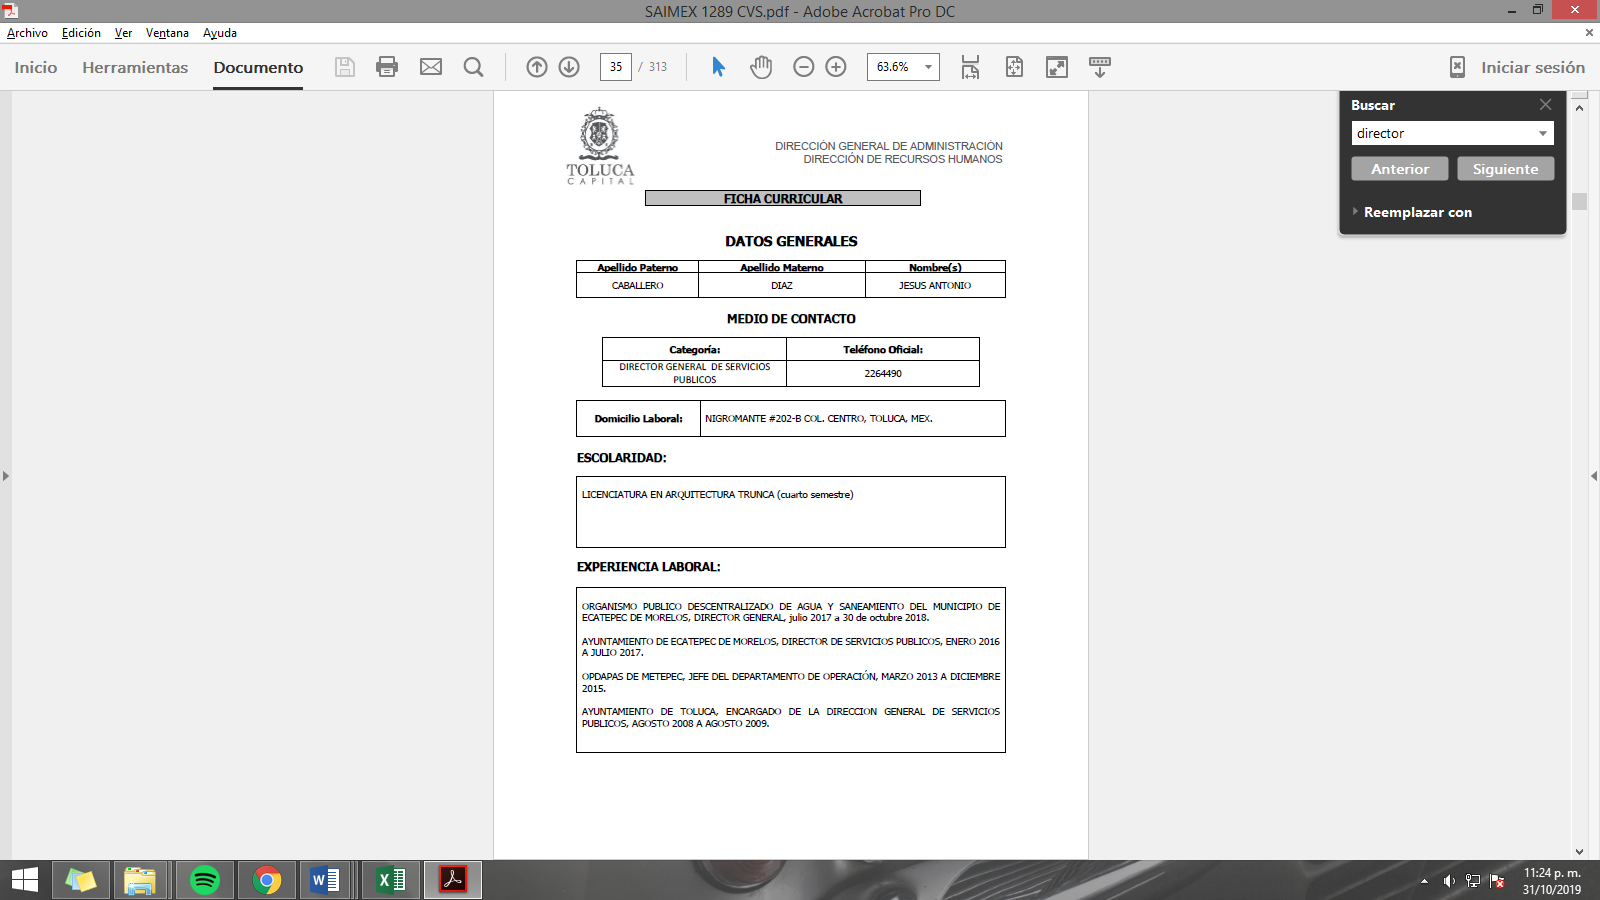 SAIMEX 1289 CVS.pdf - Adobe Acrobat Pro DC
Archivo Edición Ver Ventana Ayuda
Inicio Herramientas Documento 35 / 313 63.6% Iniciar sesión
Buscar
director
Anterior Siguiente
Reemplazar con
TOLUCA
CAPITAL
DIRECCIÓN GENERAL DE ADMINISTRACIÓN
DIRECCIÓN DE RECURSOS HUMANOS
FICHA CURRICULAR
DATOS GENERALES
Apellido Paterno Apellido Materno Nombre(s)
CABALLERO DIAZ JESUS ANTONIO
MEDIO DE CONTACTO
Categoría: Teléfono Oficial:
DIRECTOR GENERAL DE SERVICIOS
PUBLICOS
2264490
Domicilio Laboral: NIGROMANTE #202-B COL. CENTRO, TOLUCA, MEX.
ESCOLARIDAD:
LICENCIATURA EN ARQUITECTURA TRUNCA (cuarto semestre)
EXPERIENCIA LABORAL:
ORGANISMO PUBLICO DESCENTRALIZADO DE AGUA Y SANEAMIENTO DEL MUNICIPIO DE
ECATEPEC DE MORELOS, DIRECTOR GENERAL, julio 2017 a 30 de octubre 2018.
AYUNTAMIENTO DE ECATEPEC DE MORELOS, DIRECTOR DE SERVICIOS PUBLICOS, ENERO 2016
A JULIO 2017.
OPDAPAS DE METEPEC, JEFE DEL DEPARTAMENTO DE OPERACIÓN, MARZO 2013 A DICIEMBRE
2015.
AYUNTAMIENTO DE TOLUCA, ENCARGADO DE LA DIRECCION GENERAL DE SERVICIOS
PUBLICOS, AGOSTO 2008 A AGOSTO 2009.
11:24 p. m.
31/10/2019